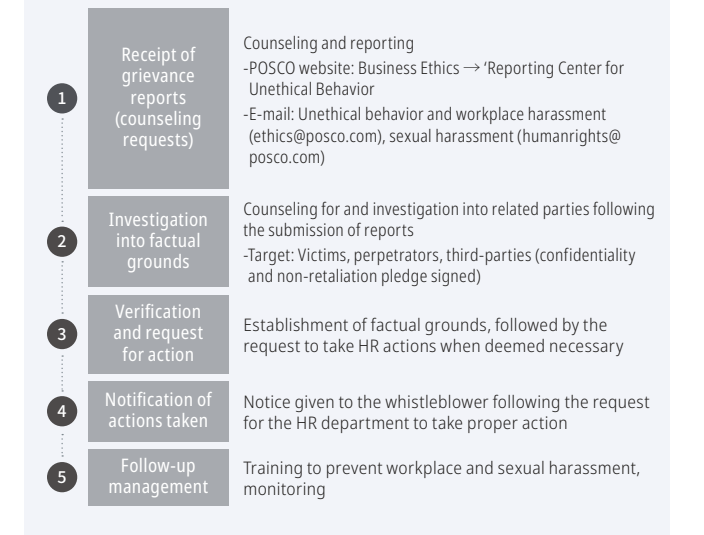 1
Receipt of
grievance
reports
(counseling
requests)
Counseling and reporting
-POSCO website: Business Ethics → ‘Reporting Center for
Unethical Behavior
-E-mail: Unethical behavior and workplace harassment
(ethics@posco.com), sexual harassment (humanrights@
posco.com)
2
Investigation
into factual
grounds
Counseling for and investigation into related parties following
the submission of reports
-Target: Victims, perpetrators, third-parties (confidentiality
and non-retaliation pledge signed)
3
Verification
and request
for action
Establishment of factual grounds, followed by the
request to take HR actions when deemed necessary
4
Notification of
actions taken
Notice given to the whistleblower following the request
for the HR department to take proper action
5
Follow-up
management
Training to prevent workplace and sexual harassment,
monitoring